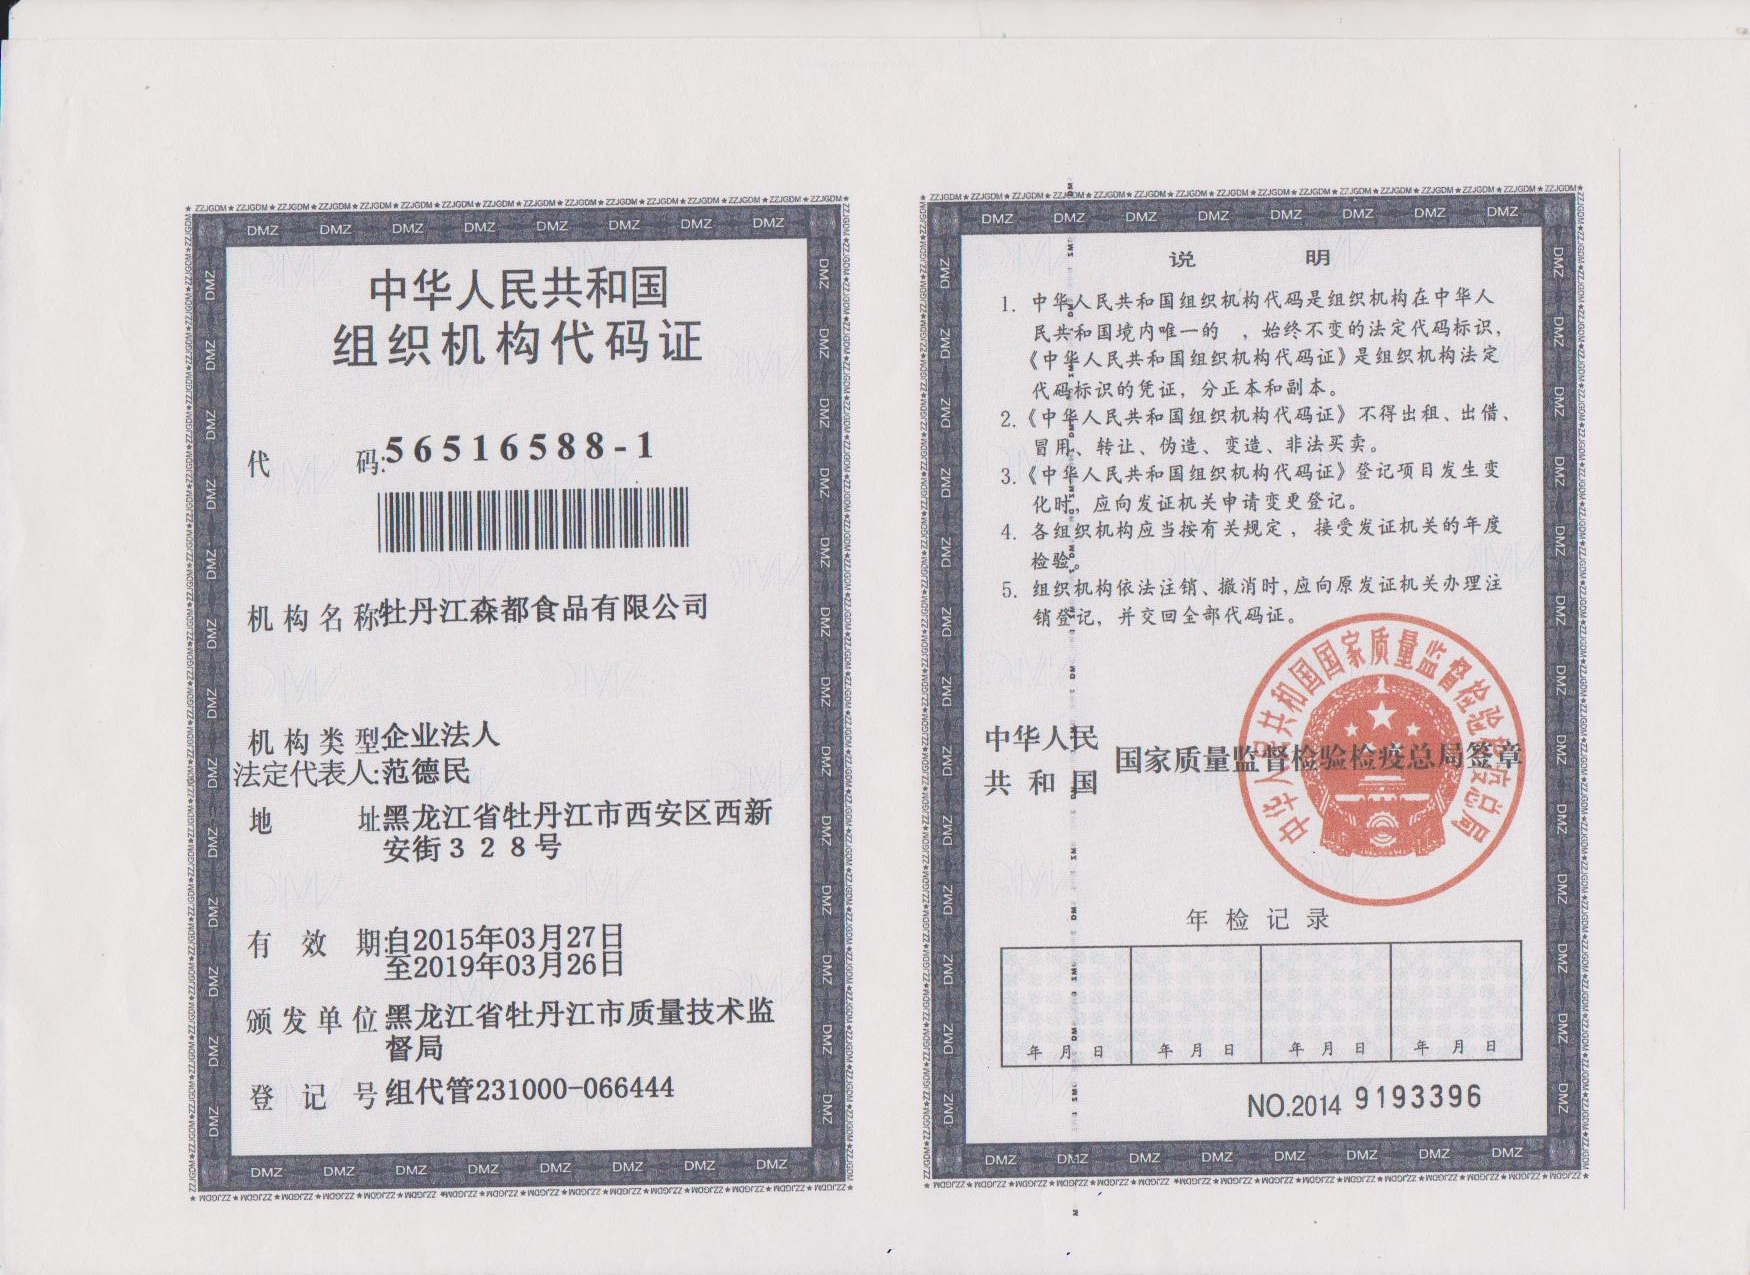 中华人民共和国
组织机构代码证
代 码:56516588-1
机构名称 牡丹江森都食品有限公司
机构类型 企业法人
法定代表人:范德民
地 址 黑龙江省牡丹江市西安区西新
安街328号
有 效 期:自2015年03月27日
至2019年03月26日
颁发单位 黑龙江省牡丹江市质量技术监
督局
登 记 号 组代管231000-066444
说 明
1. 中华人民共和国组织机构代码是组织机构在中华人
民共和国境内唯一的 ，始终不变的法定代码标识，
《中华人民共和国组织机构代码证》是组织机构法定
代码标识的凭证，分正本和副本。
2.《中华人民共和国组织机构代码证》不得出租、出借、
冒用、转让、伪造、变造、非法买卖。
3.《中华人民共和国组织机构代码证》登记项目发生变
化时，应向发证机关申请变更登记。
4. 各组织机构应当按有关规定，接受发证机关的年度
检验。
5. 组织机构依法注销、撤消时,应向原发证机关办理注
销登记，并交回全部代码证。
中华人民
共和国 国家质量监督检验检疫总局签章
中华人民共和国国家质量监督检验检疫总局
年检记录
年 月 日 年 月 日 年 月 日 年 月 日
NO.2014 9193396